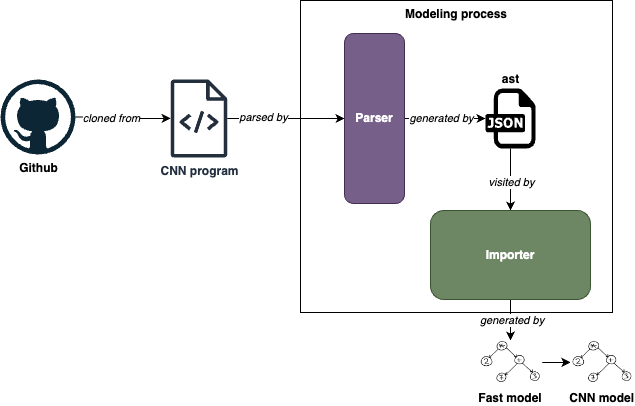 Modeling process
ast
JSON
Parser
cloned from
parsed by
generated by
Github
CNN program
visited by
Importer
generated by
Fast model
CNN model